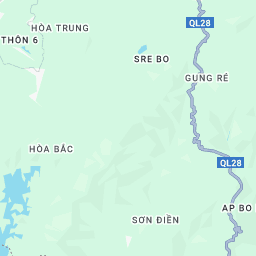 QL28
HÒA TRUNG
THÔN 6
SRE BO
GUNG RÉ
HÒA BẮC
QL28
AP BO
SƠN ĐIỀN